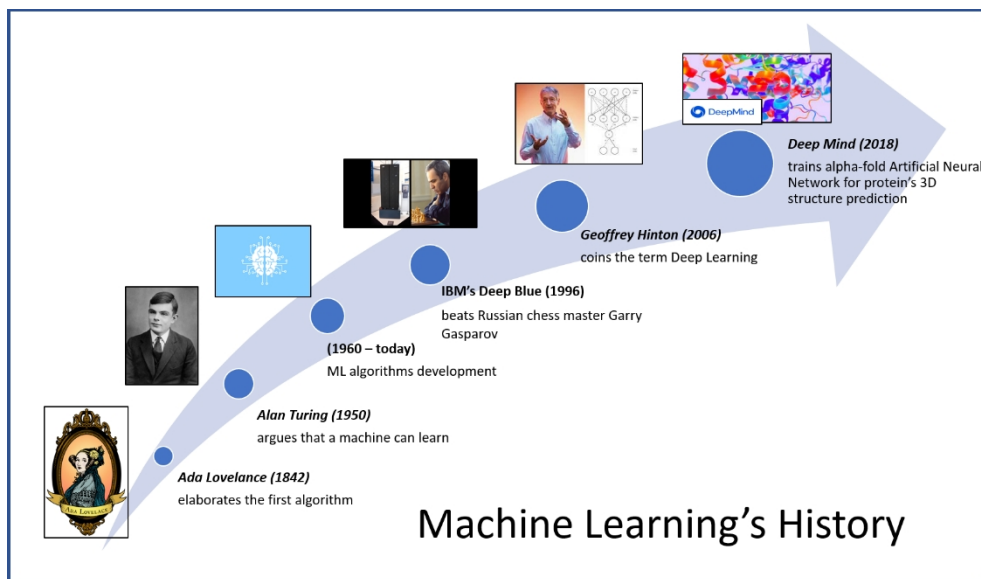 DeepMind
Deep Mind (2018)
trains alpha-fold Artificial Neural
Network for protein's 3D
structure prediction
Geoffrey Hinton (2006)
coins the term Deep Learning
IBM's Deep Blue (1996)
beats Russian chess master Garry
Gasparov
(1960 – today)
ML algorithms development
Alan Turing (1950)
argues that a machine can learn
Ada Lovelance (1842)
elaborates the first algorithm
ADA LOVELACE
Machine Learning's History